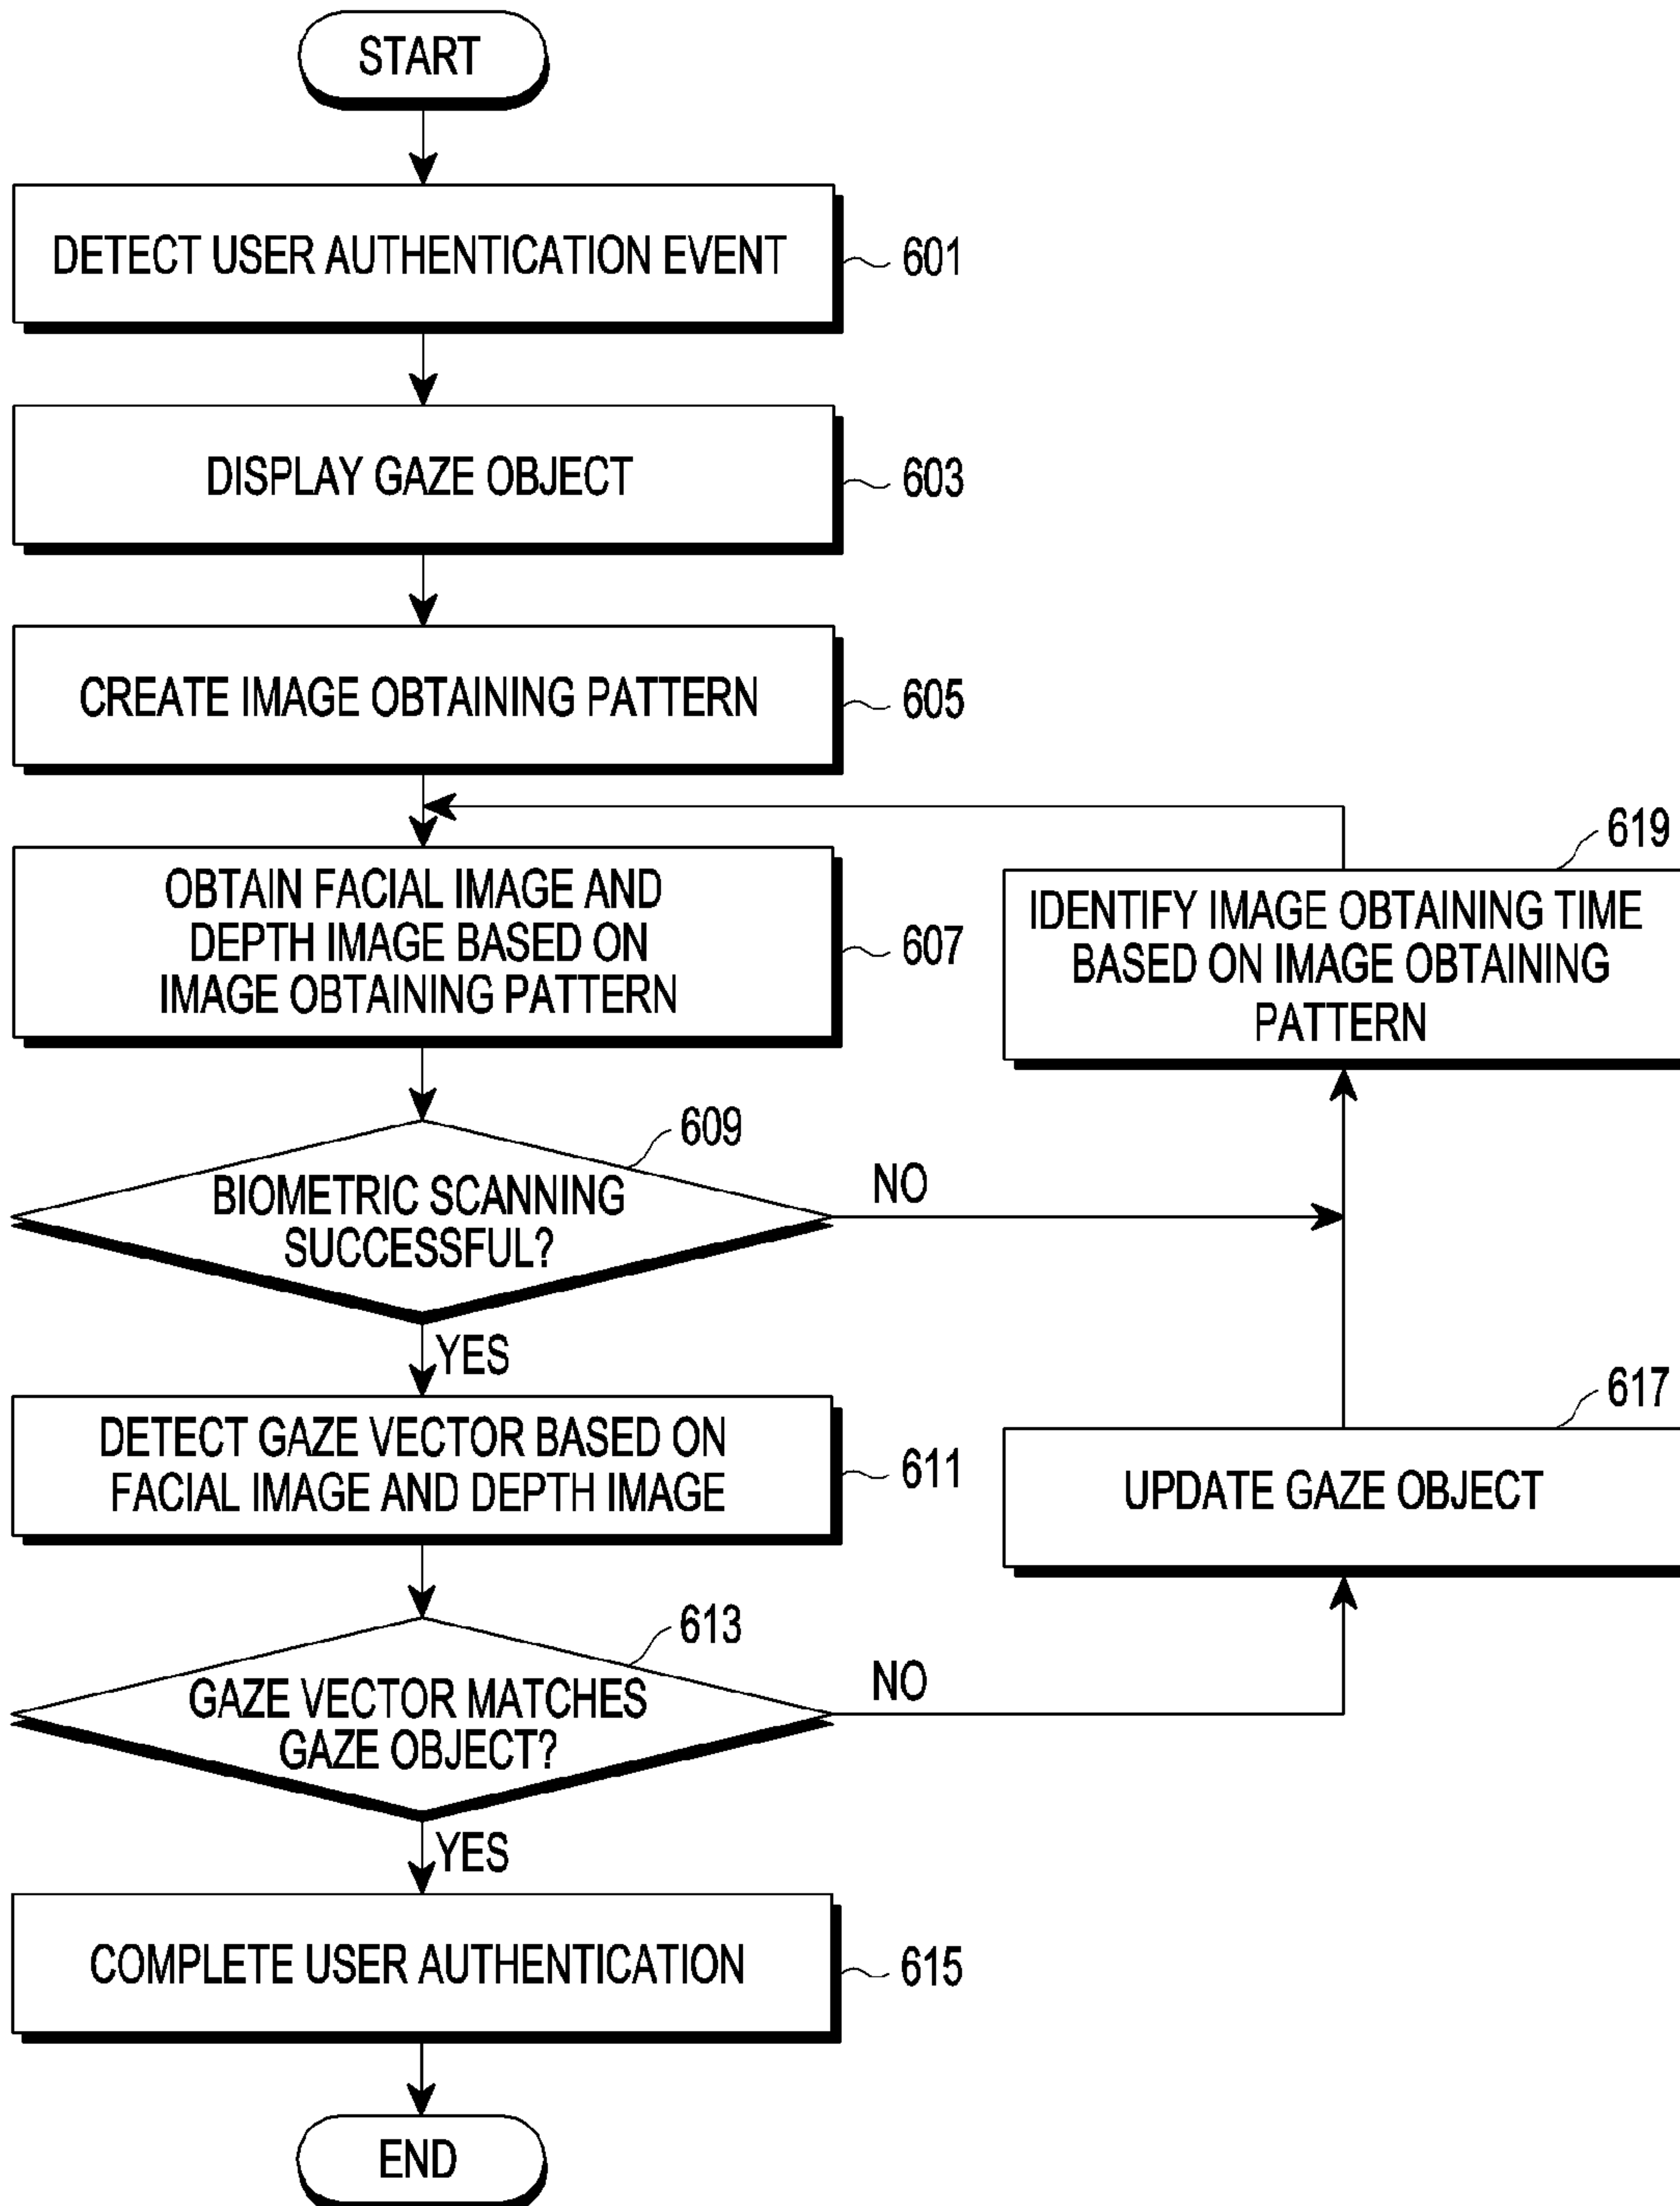 START
DETECT USER AUTHENTICATION EVENT
601
DISPLAY GAZE OBJECT
603
CREATE IMAGE OBTAINING PATTERN
605
OBTAIN FACIAL IMAGE AND
DEPTH IMAGE BASED ON
IMAGE OBTAINING PATTERN
607
619
IDENTIFY IMAGE OBTAINING TIME
BASED ON IMAGE OBTAINING
PATTERN
609
BIOMETRIC SCANNING
SUCCESSFUL?
NO
YES
DETECT GAZE VECTOR BASED ON
FACIAL IMAGE AND DEPTH IMAGE
611
617
UPDATE GAZE OBJECT
613
GAZE VECTOR MATCHES
GAZE OBJECT?
NO
YES
COMPLETE USER AUTHENTICATION
615
END